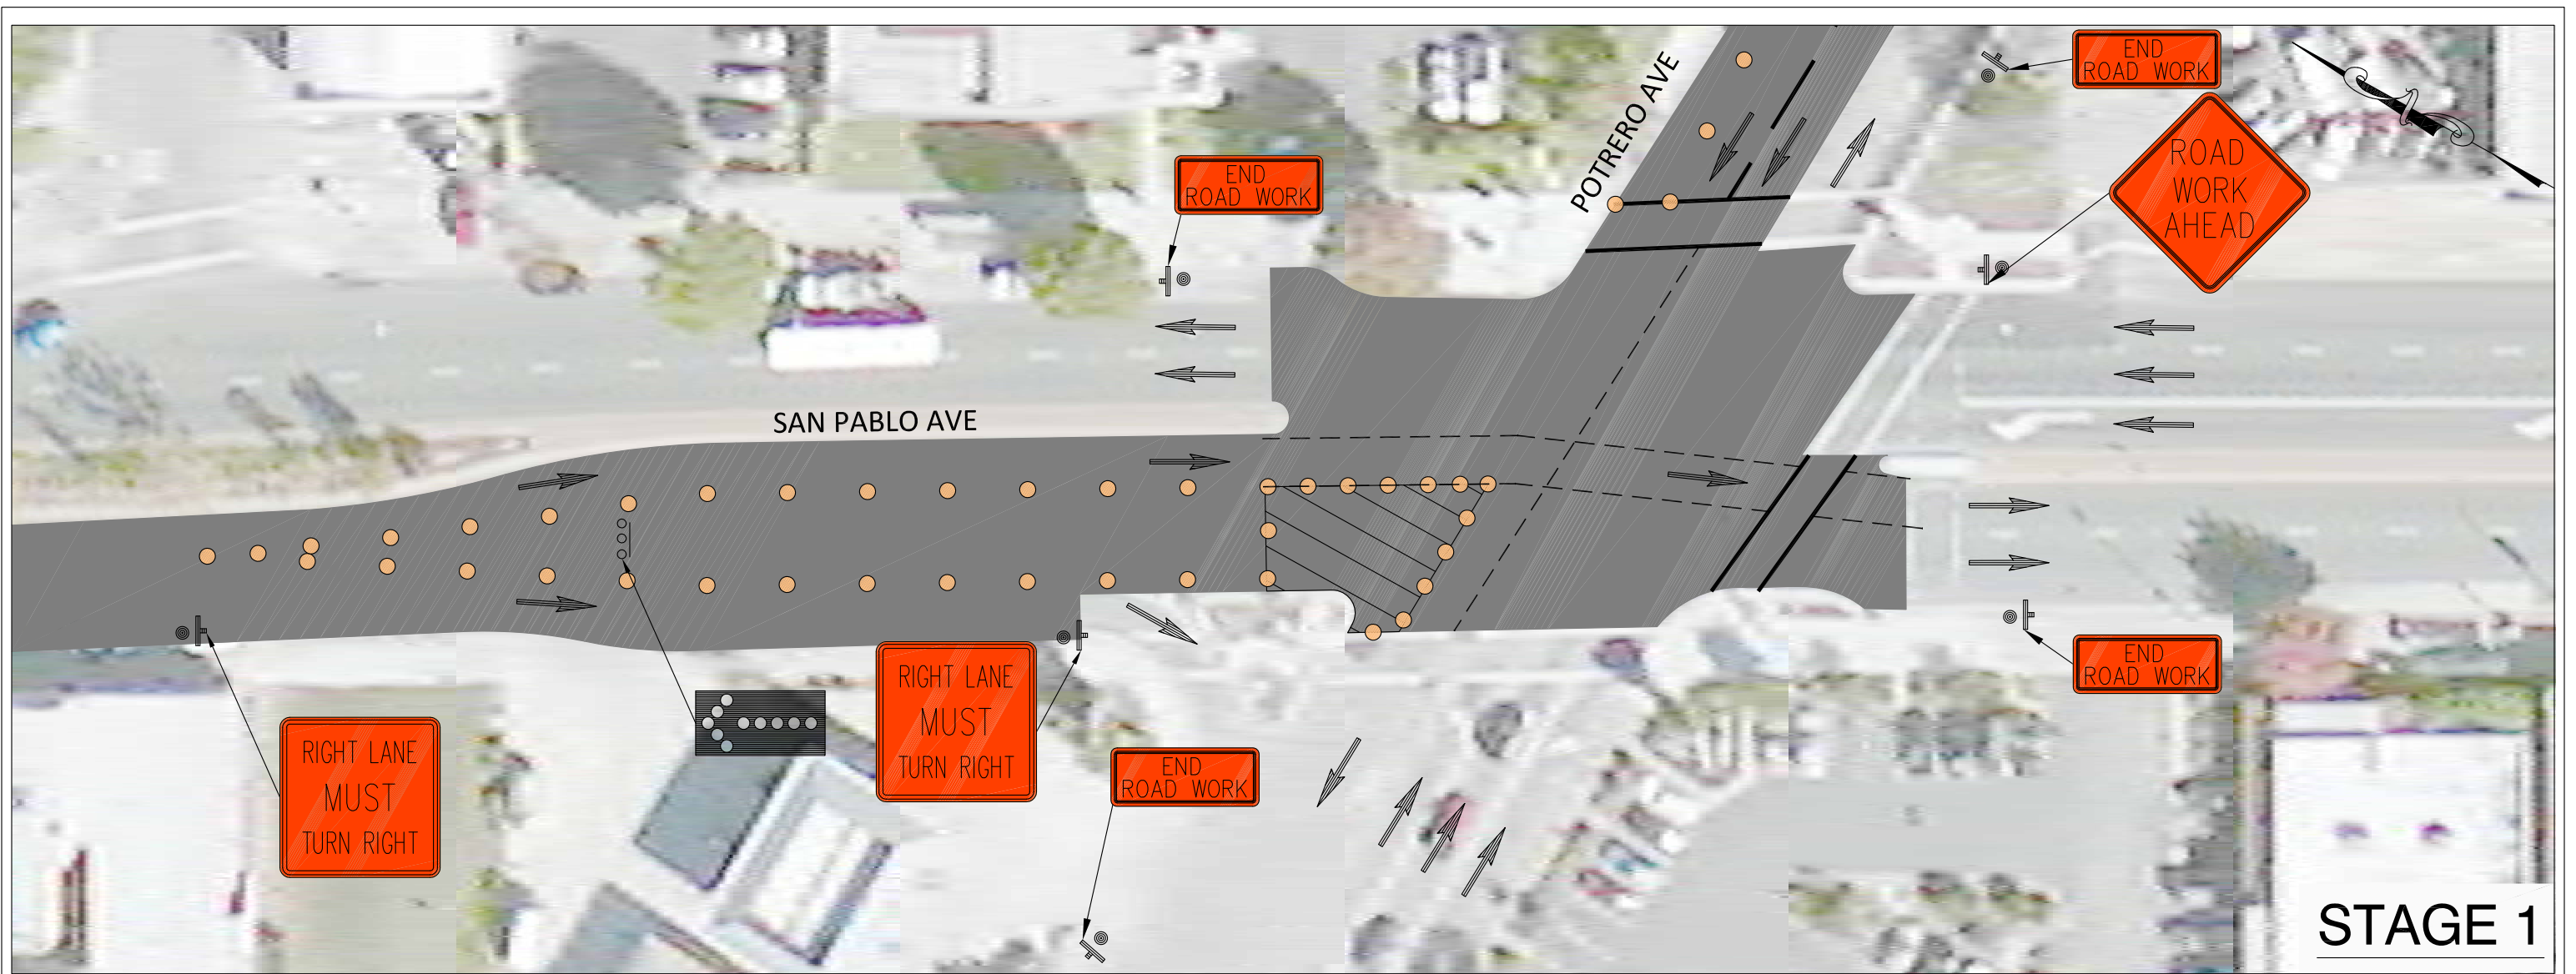 END
ROAD WORK
ROAD
WORK
AHEAD
POTRERO AVE
END
ROAD WORK
SAN PABLO AVE
RIGHT LANE
MUST
TURN RIGHT
RIGHT LANE
MUST
TURN RIGHT
END
ROAD WORK
END
ROAD WORK
STAGE 1